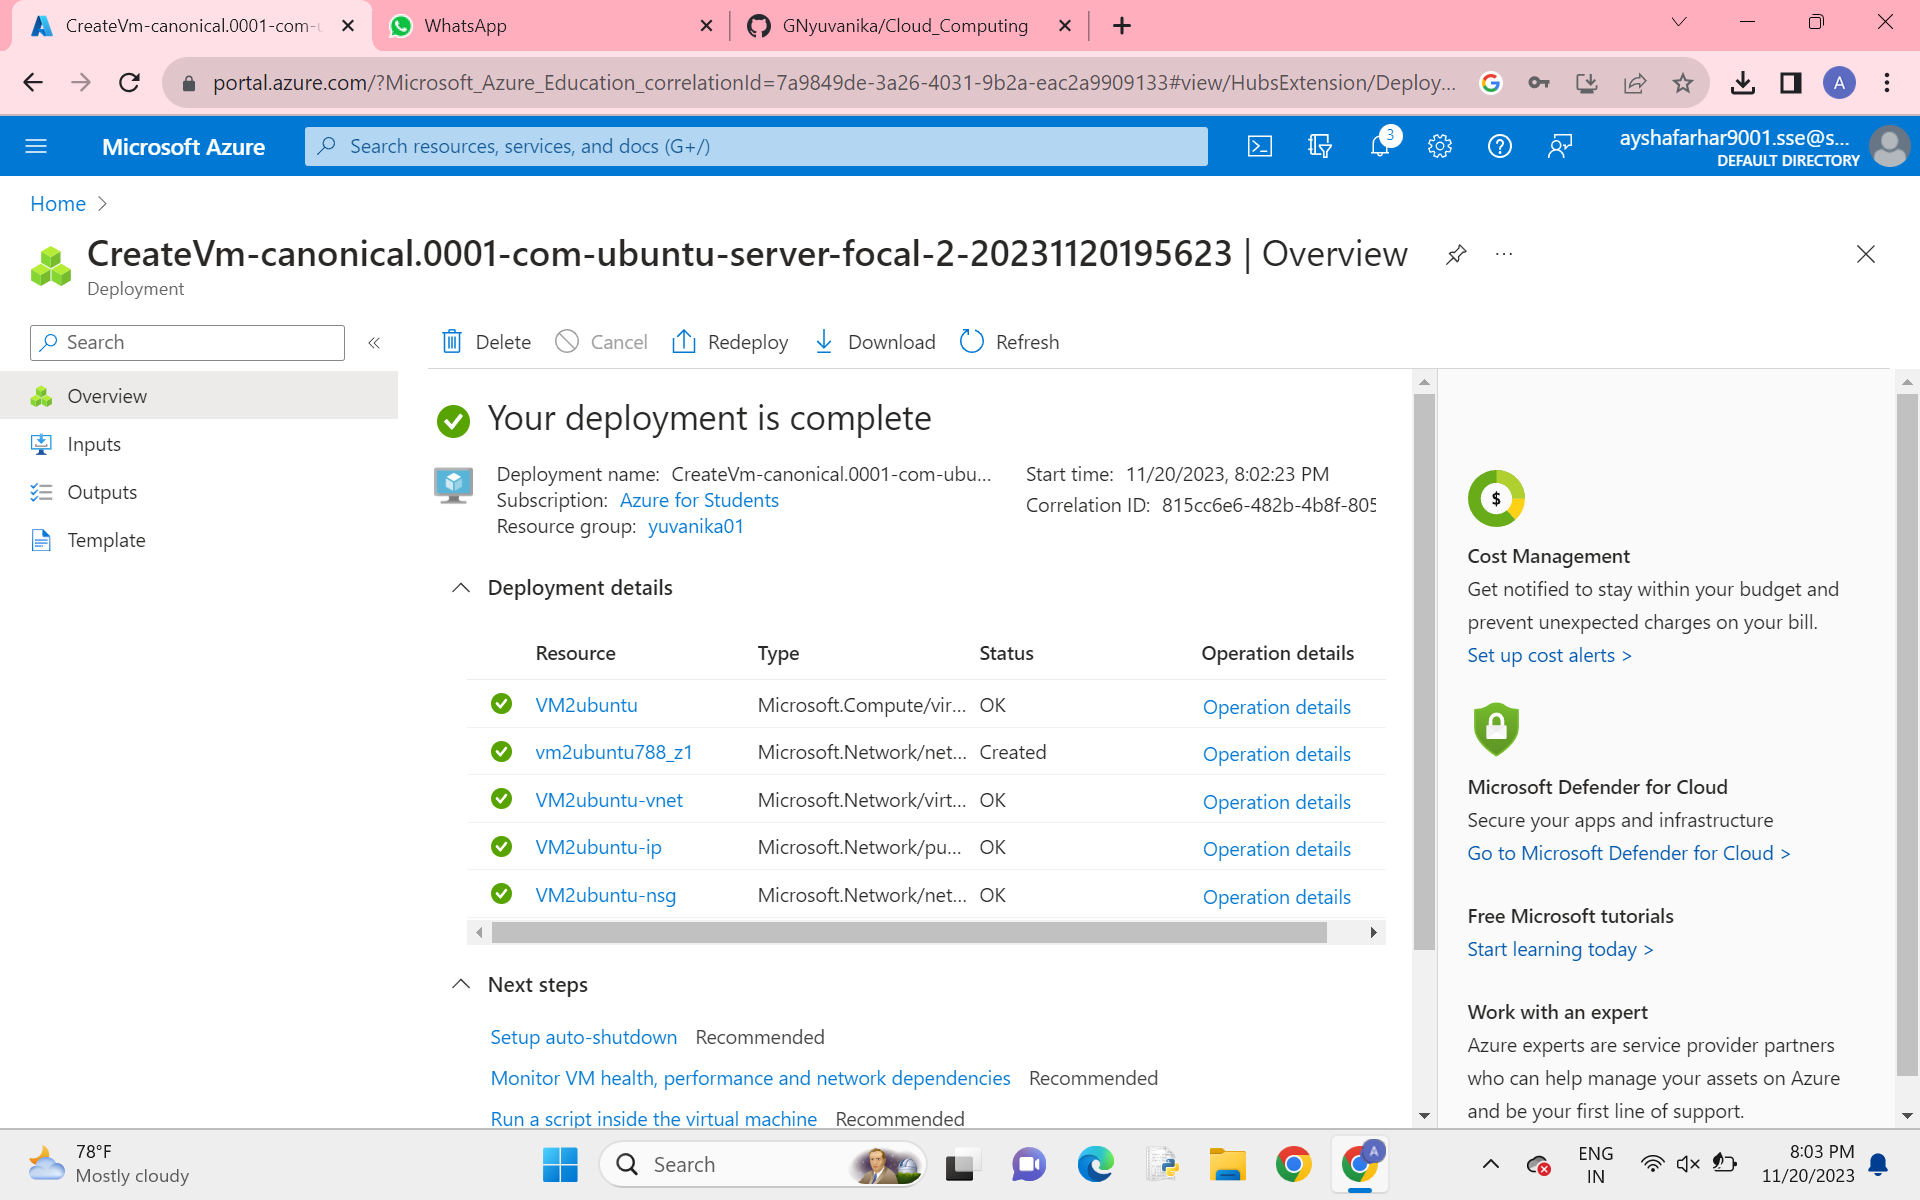 CreateVm-canonical.0001-com-u
WhatsApp
GNyuvanika/Cloud_Computing
portal.azure.com/?Microsoft_Azure_Education_correlationId=7a9849de-3a26-4031-9b2a-eac2a9909133#view/HubsExtension/Deploy...
A
Microsoft Azure
Search resources, services, and docs (G+/)
3
ayshafarhar9001.sse@s...
DEFAULT DIRECTORY
Home
CreateVm-canonical.0001-com-ubuntu-server-focal-2-20231120195623 | Overview
Deployment
Search
Delete
Cancel
Redeploy
Download
Refresh
Overview
Inputs
Outputs
Template
Your deployment is complete
Deployment name: CreateVm-canonical.0001-com-ubu...
Subscription: Azure for Students
Resource group: yuvanika01
Start time: 11/20/2023, 8:02:23 PM
Correlation ID: 815cc6e6-482b-4b8f-805
Deployment details
Resource Type Status Operation details
VM2ubuntu Microsoft.Compute/vir... OK Operation details
vm2ubuntu788_z1 Microsoft.Network/net... Created Operation details
VM2ubuntu-vnet Microsoft.Network/virt... OK Operation details
VM2ubuntu-ip Microsoft.Network/pu... OK Operation details
VM2ubuntu-nsg Microsoft.Network/net... OK Operation details
Next steps
Setup auto-shutdown Recommended
Monitor VM health, performance and network dependencies Recommended
Run a script inside the virtual machine Recommended
$
Cost Management
Get notified to stay within your budget and
prevent unexpected charges on your bill.
Set up cost alerts >
Microsoft Defender for Cloud
Secure your apps and infrastructure
Go to Microsoft Defender for Cloud >
Free Microsoft tutorials
Start learning today >
Work with an expert
Azure experts are service provider partners
who can help manage your assets on Azure
and be your first line of support.
78°F
Mostly cloudy
Search
A
ENG
IN
8:03 PM
11/20/2023